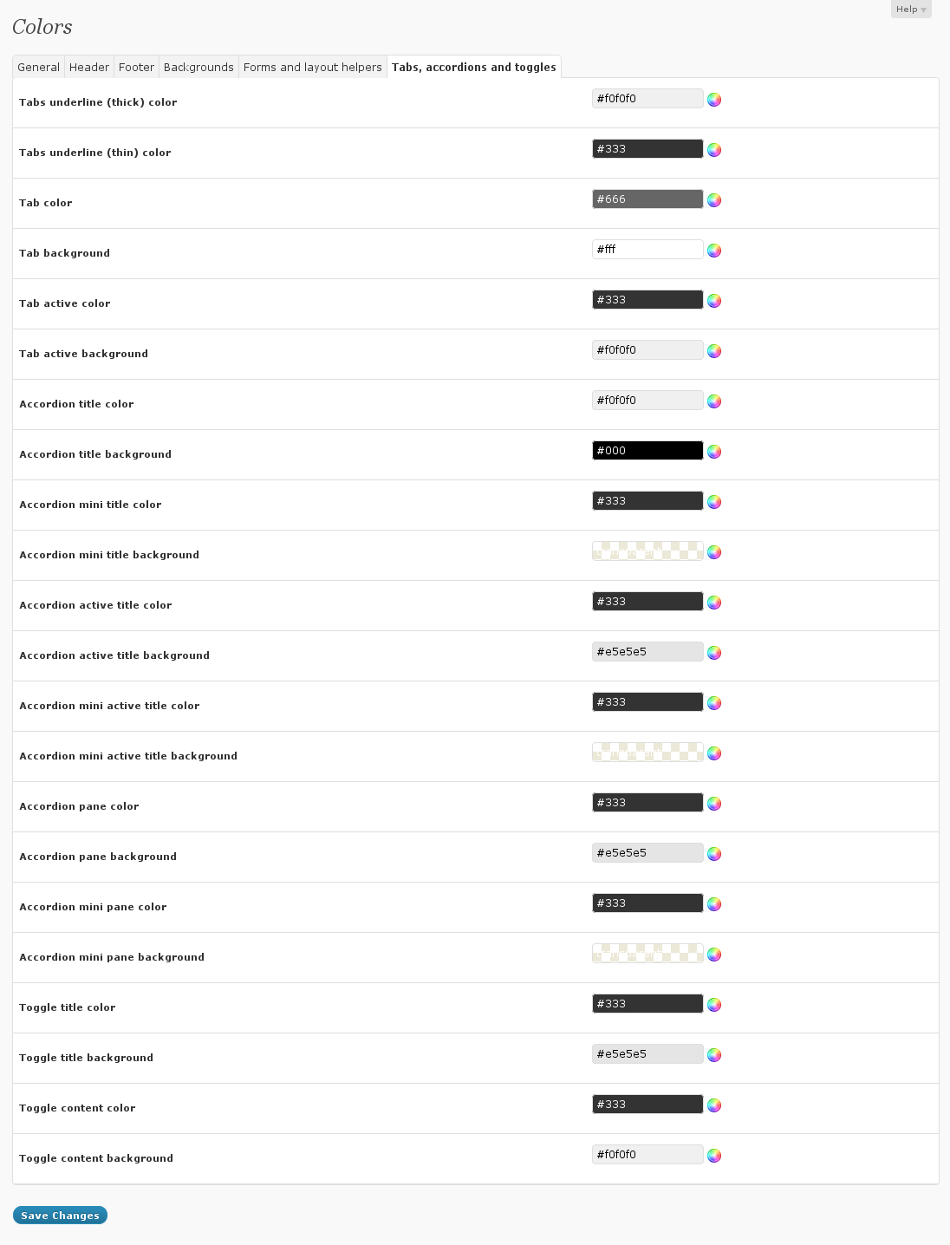 Help
Colors
General Header Footer Backgrounds Forms and layout helpers Tabs, accordions and toggles
Tabs underline (thick) color #f0f0f0
Tabs underline (thin) color #333
Tab color #666
Tab background #fff
Tab active color #333
Tab active background #f0f0f0
Accordion title color #f0f0f0
Accordion title background #000
Accordion mini title color #333
Accordion mini title background
Accordion active title color #333
Accordion active title background #e5e5e5
Accordion mini active title color #333
Accordion mini active title background
Accordion pane color #333
Accordion pane background #e5e5e5
Accordion mini pane color #333
Accordion mini pane background
Toggle title color #333
Toggle title background #e5e5e5
Toggle content color #333
Toggle content background #f0f0f0
Save Changes